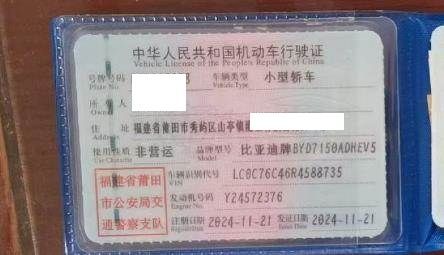 中华人民共和国机动车行驶证
Vehicle License of the People's Republic of China
号牌号码 车辆类型 小型轿车
Plate No. Vehicle Type
所有人
住址 福建省莆田市秀屿区山亭镇
使用性质 非营运 品牌型号 比亚迪牌BYD7150ADHEV5
Use Character Model
车辆识别代号 LC0C76C46R4588735
VIN
福建省莆田
市公安局交
通警察支队
发动机号码 Y24572376
Engine No.
注册日期 2024-11-21 发证日期 2024-11-21
Register Date Issue Date